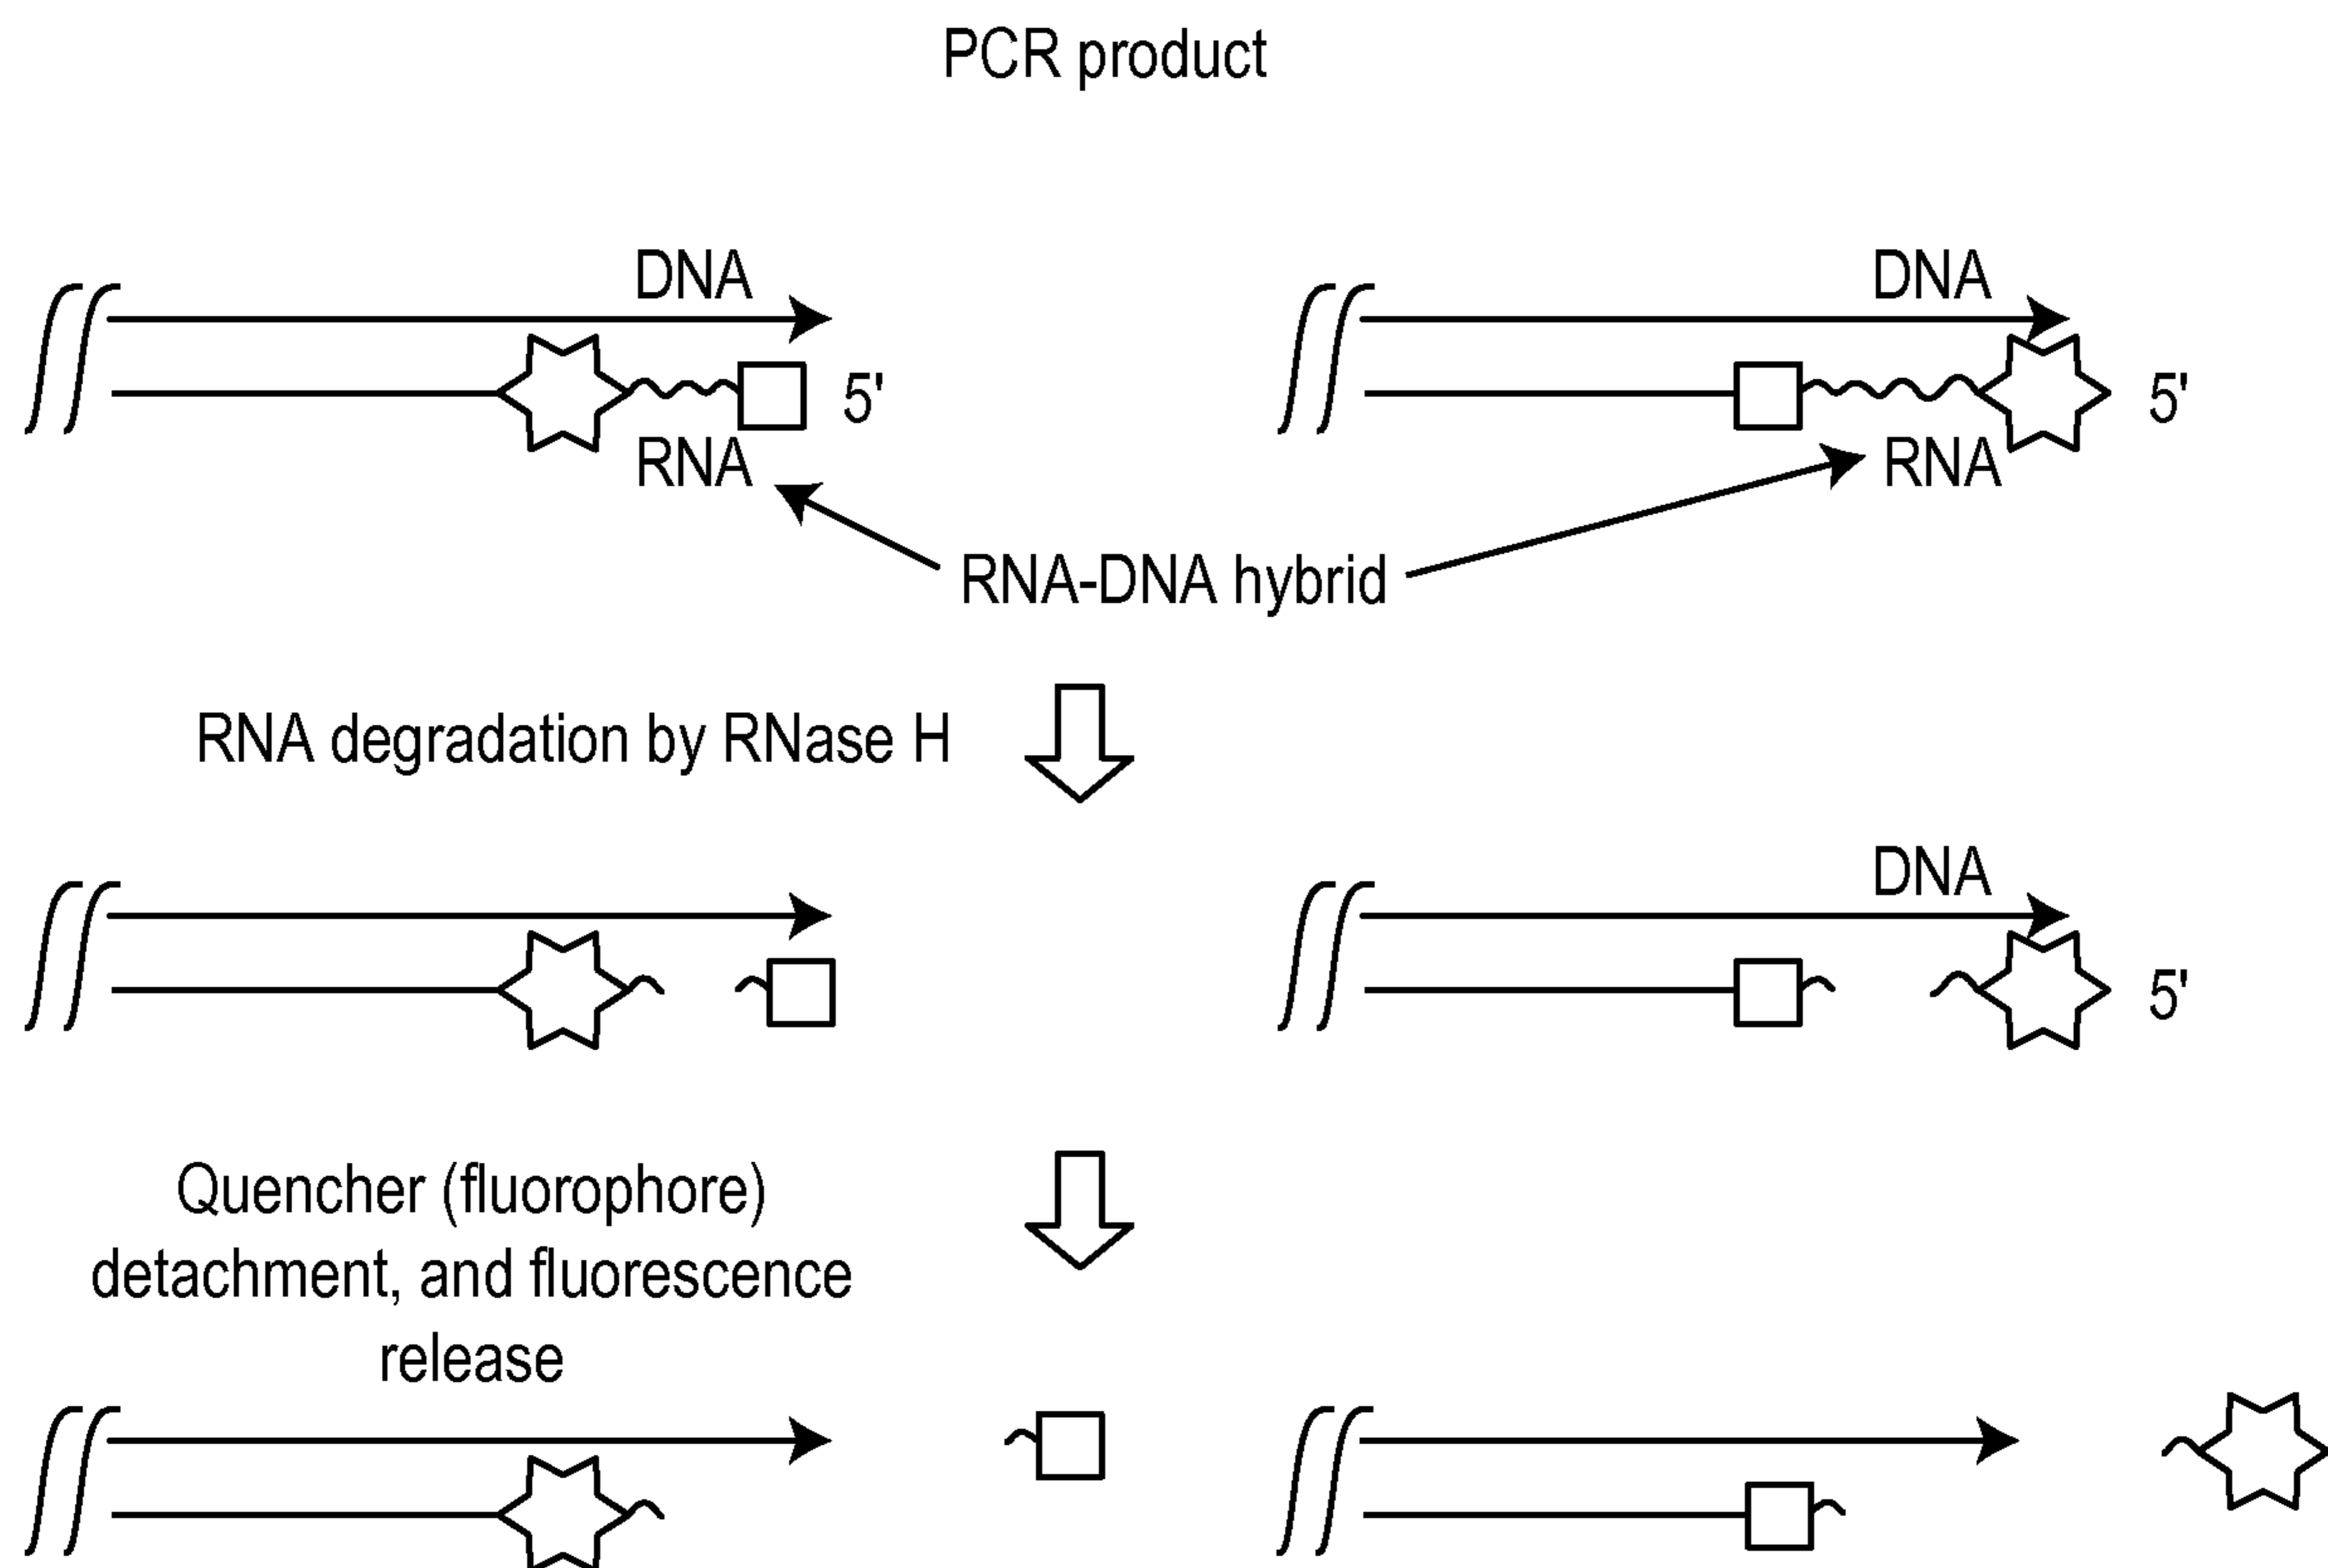 PCR product
DNA
DNA
5'
5'
RNA
RNA
RNA-DNA hybrid
RNA degradation by RNase H
DNA
5'
Quencher (fluorophore)
detachment, and fluorescence
release